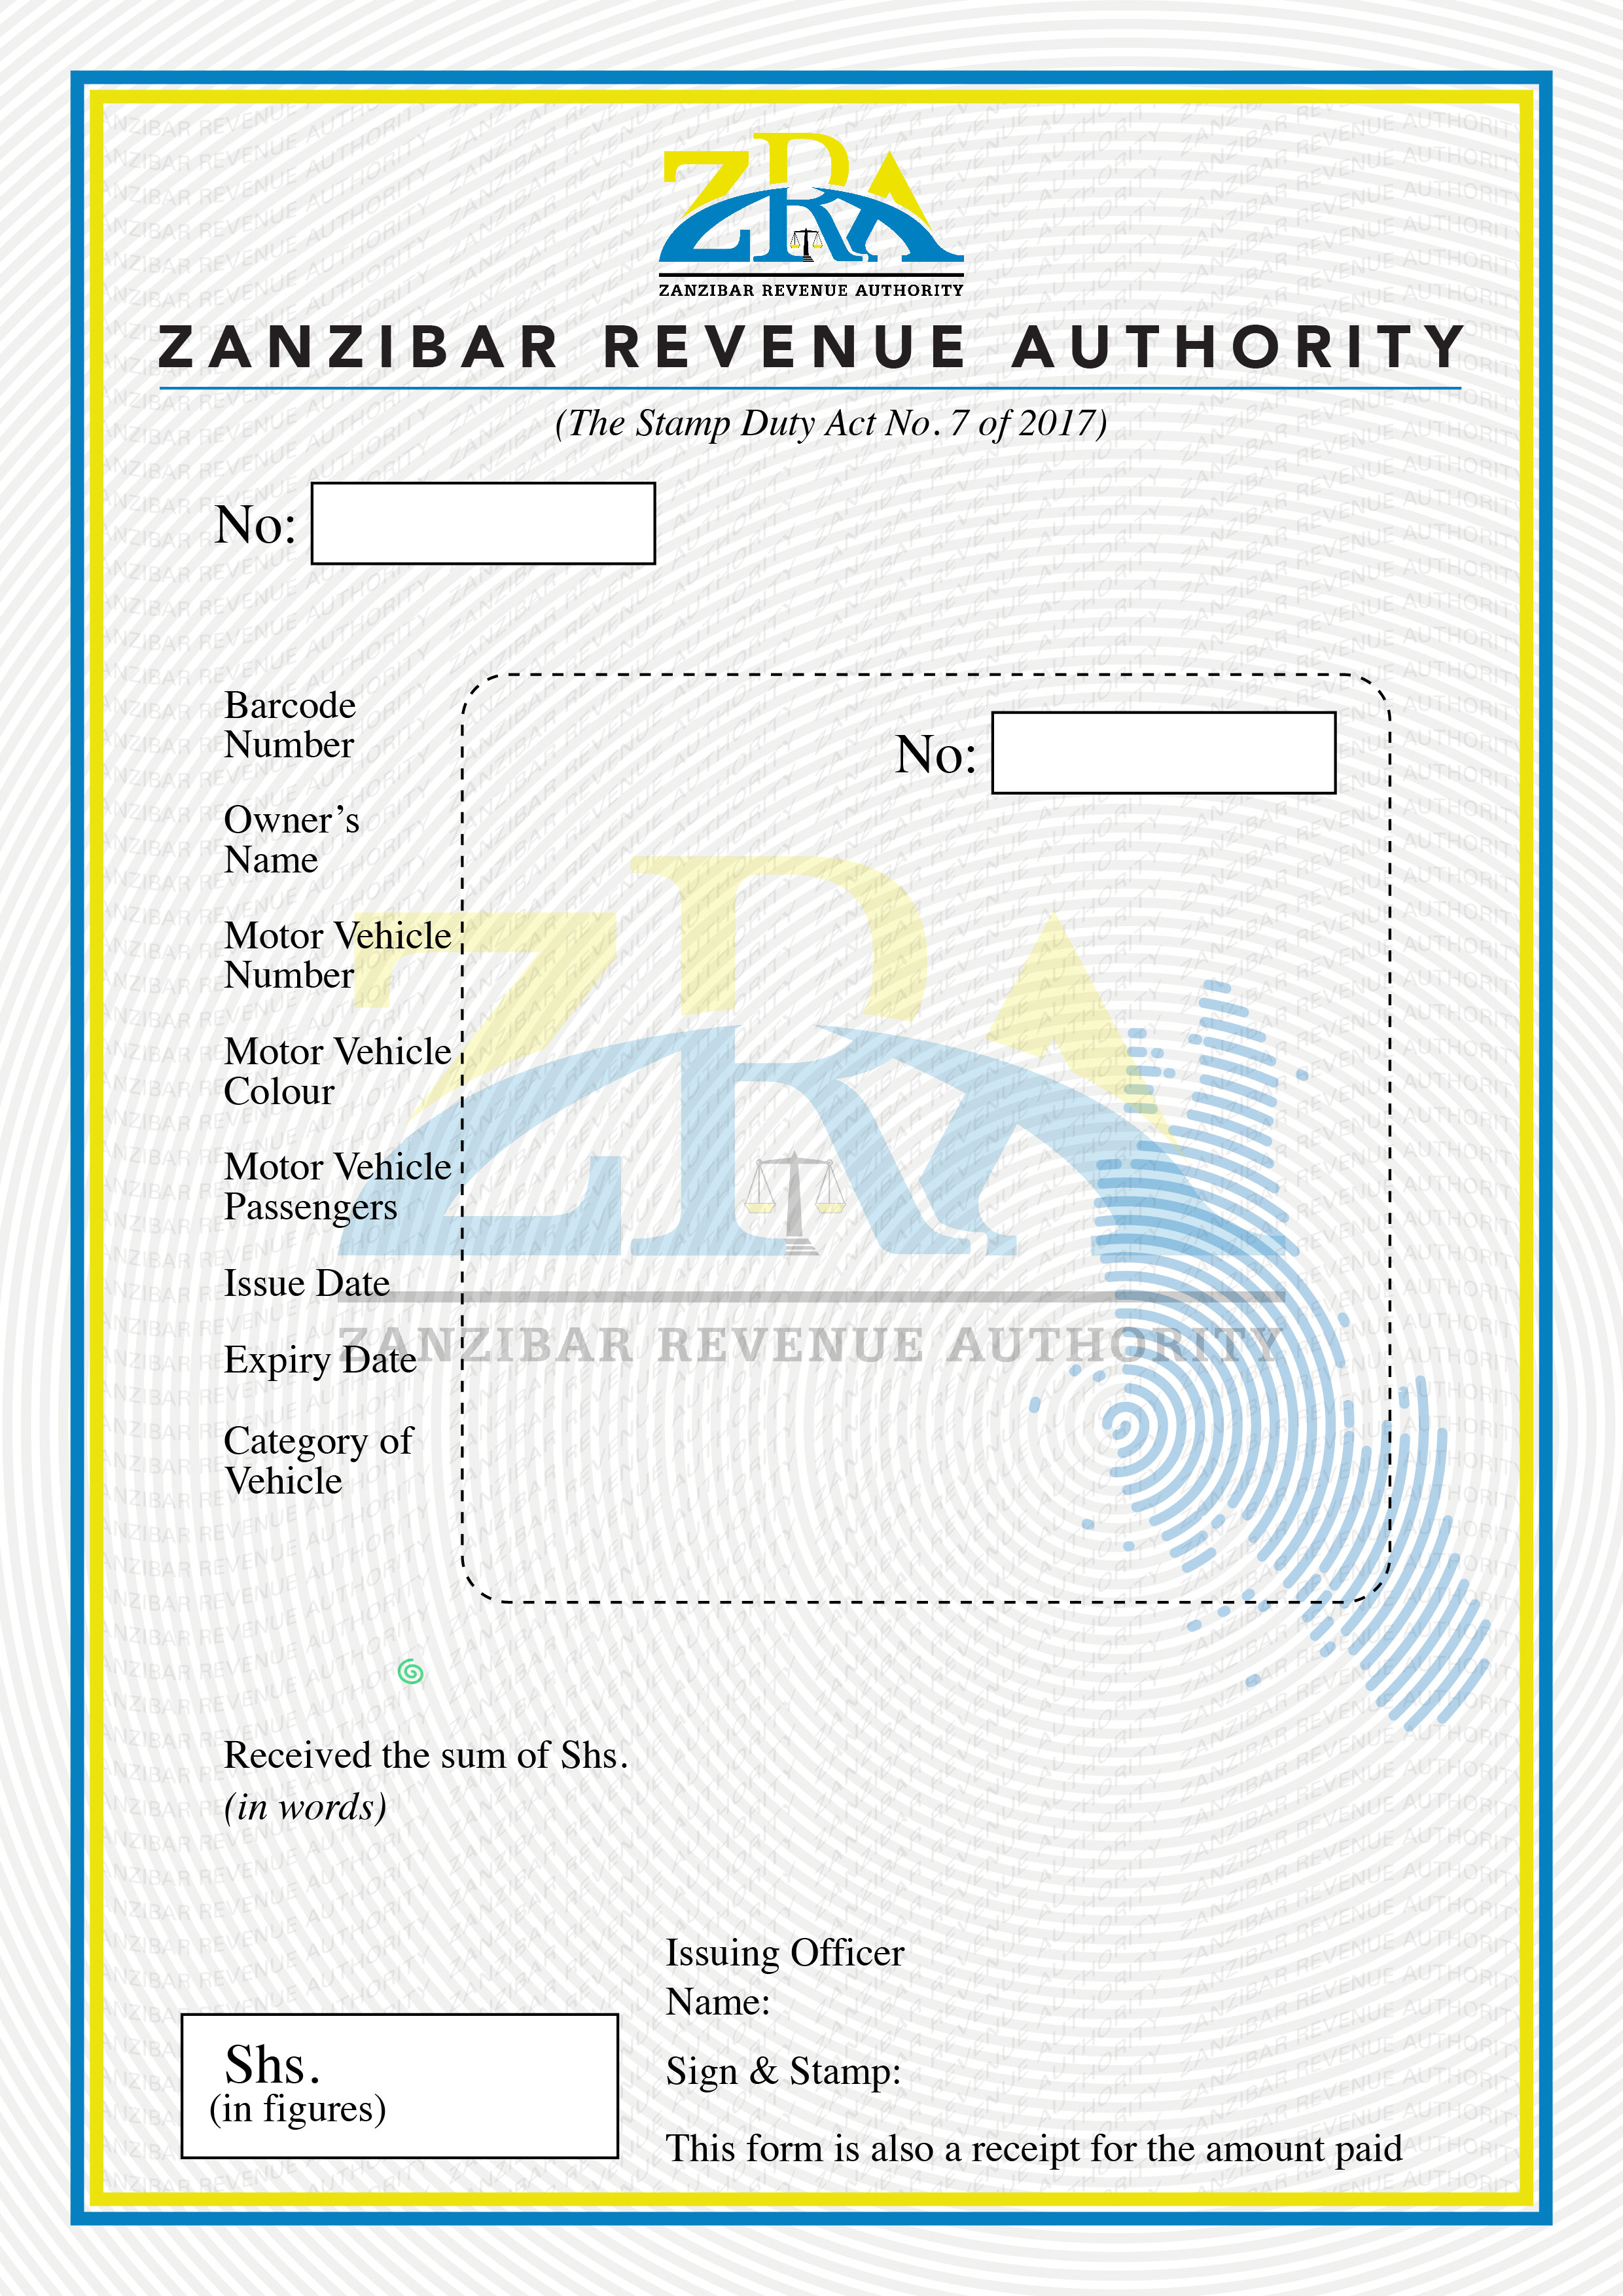 ZRA
ZANZIBAR REVENUE AUTHORITY
ZANZIBAR REVENUE AUTHORITY
(The Stamp Duty Act No. 7 of 2017)
No:
No:
Barcode
Number
Owner’s
Name
Motor Vehicle
Number
Motor Vehicle
Colour
Motor Vehicle
Passengers
Issue Date
Expiry Date
Category of
Vehicle
ZRA
ZANZIBAR REVENUE AUTHORITY
Received the sum of Shs.
(in words)
Issuing Officer
Name:
Sign & Stamp:
Shs.
(in figures)
This form is also a receipt for the amount paid